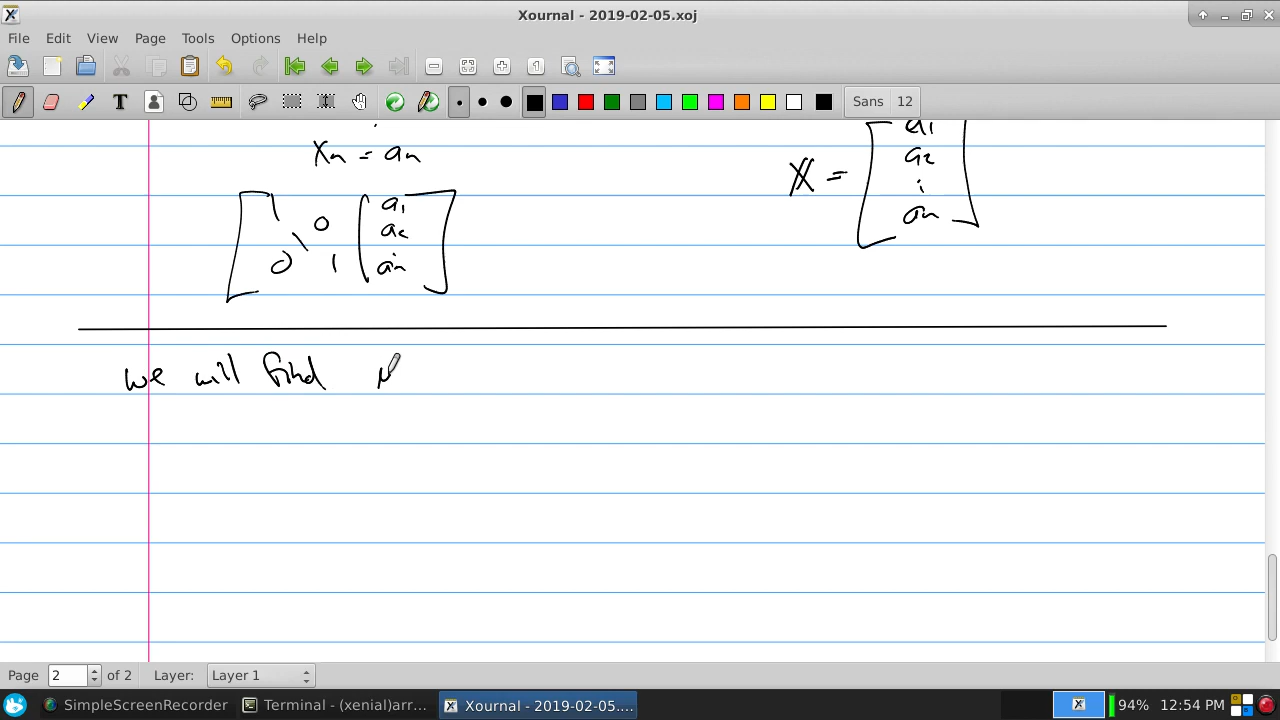 Xournal - 2019-02-05.xoj
File Edit View Page Tools Options Help
Sans 12
a1
a2
X =
an
xn = an
1 0 a1
a2
0 1 an
we will find
Page 2 of 2 Layer: Layer 1
SimpleScreenRecorder Terminal - (xenial)arr... Xournal - 2019-02-05.... 94% 12:54 PM